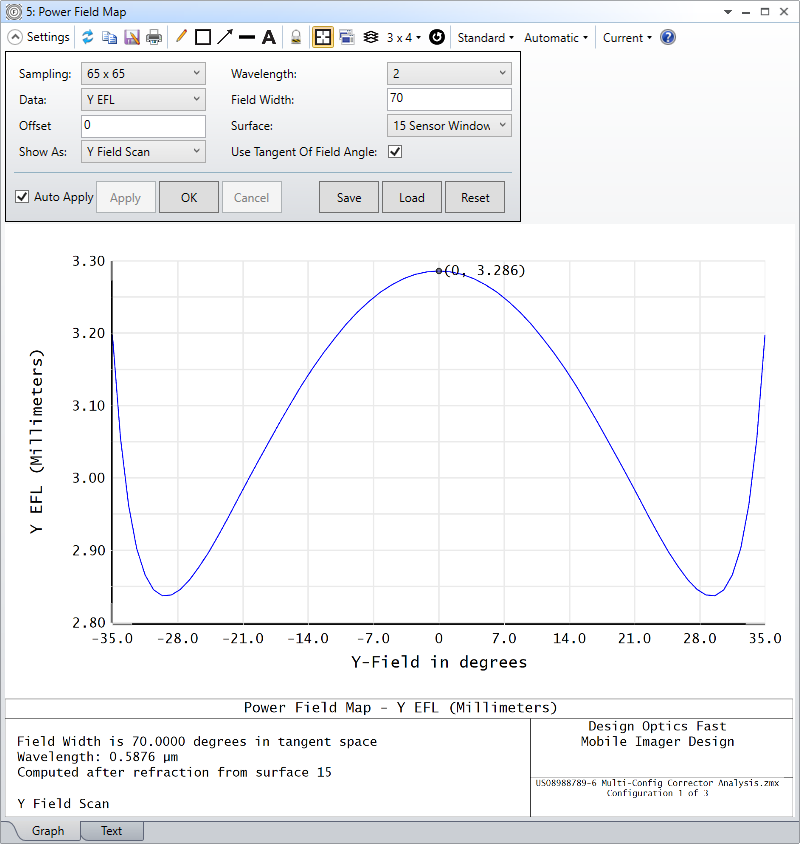 5: Power Field Map
Settings
3 x 4
Standard
Automatic
Current
Sampling: 65 x 65 Wavelength: 2
Data: Y EFL Field Width: 70
Offset 0 Surface: 15 Sensor Window
Show As: Y Field Scan Use Tangent Of Field Angle:
Auto Apply Apply OK Cancel Save Load Reset
3.30
3.20
3.10
3.00
2.90
2.80
Y EFL (Millimeters)
(0, 3.286)
-35.0 -28.0 -21.0 -14.0 -7.0 0 7.0 14.0 21.0 28.0 35.0
Y-Field in degrees
Power Field Map - Y EFL (Millimeters)
Field Width is 70.0000 degrees in tangent space
Wavelength: 0.5876 µm
Computed after refraction from surface 15
Y Field Scan
Design Optics Fast
Mobile Imager Design
US08988789-6 Multi-Config Corrector Analysis.zmx
Configuration 1 of 3
Graph Text